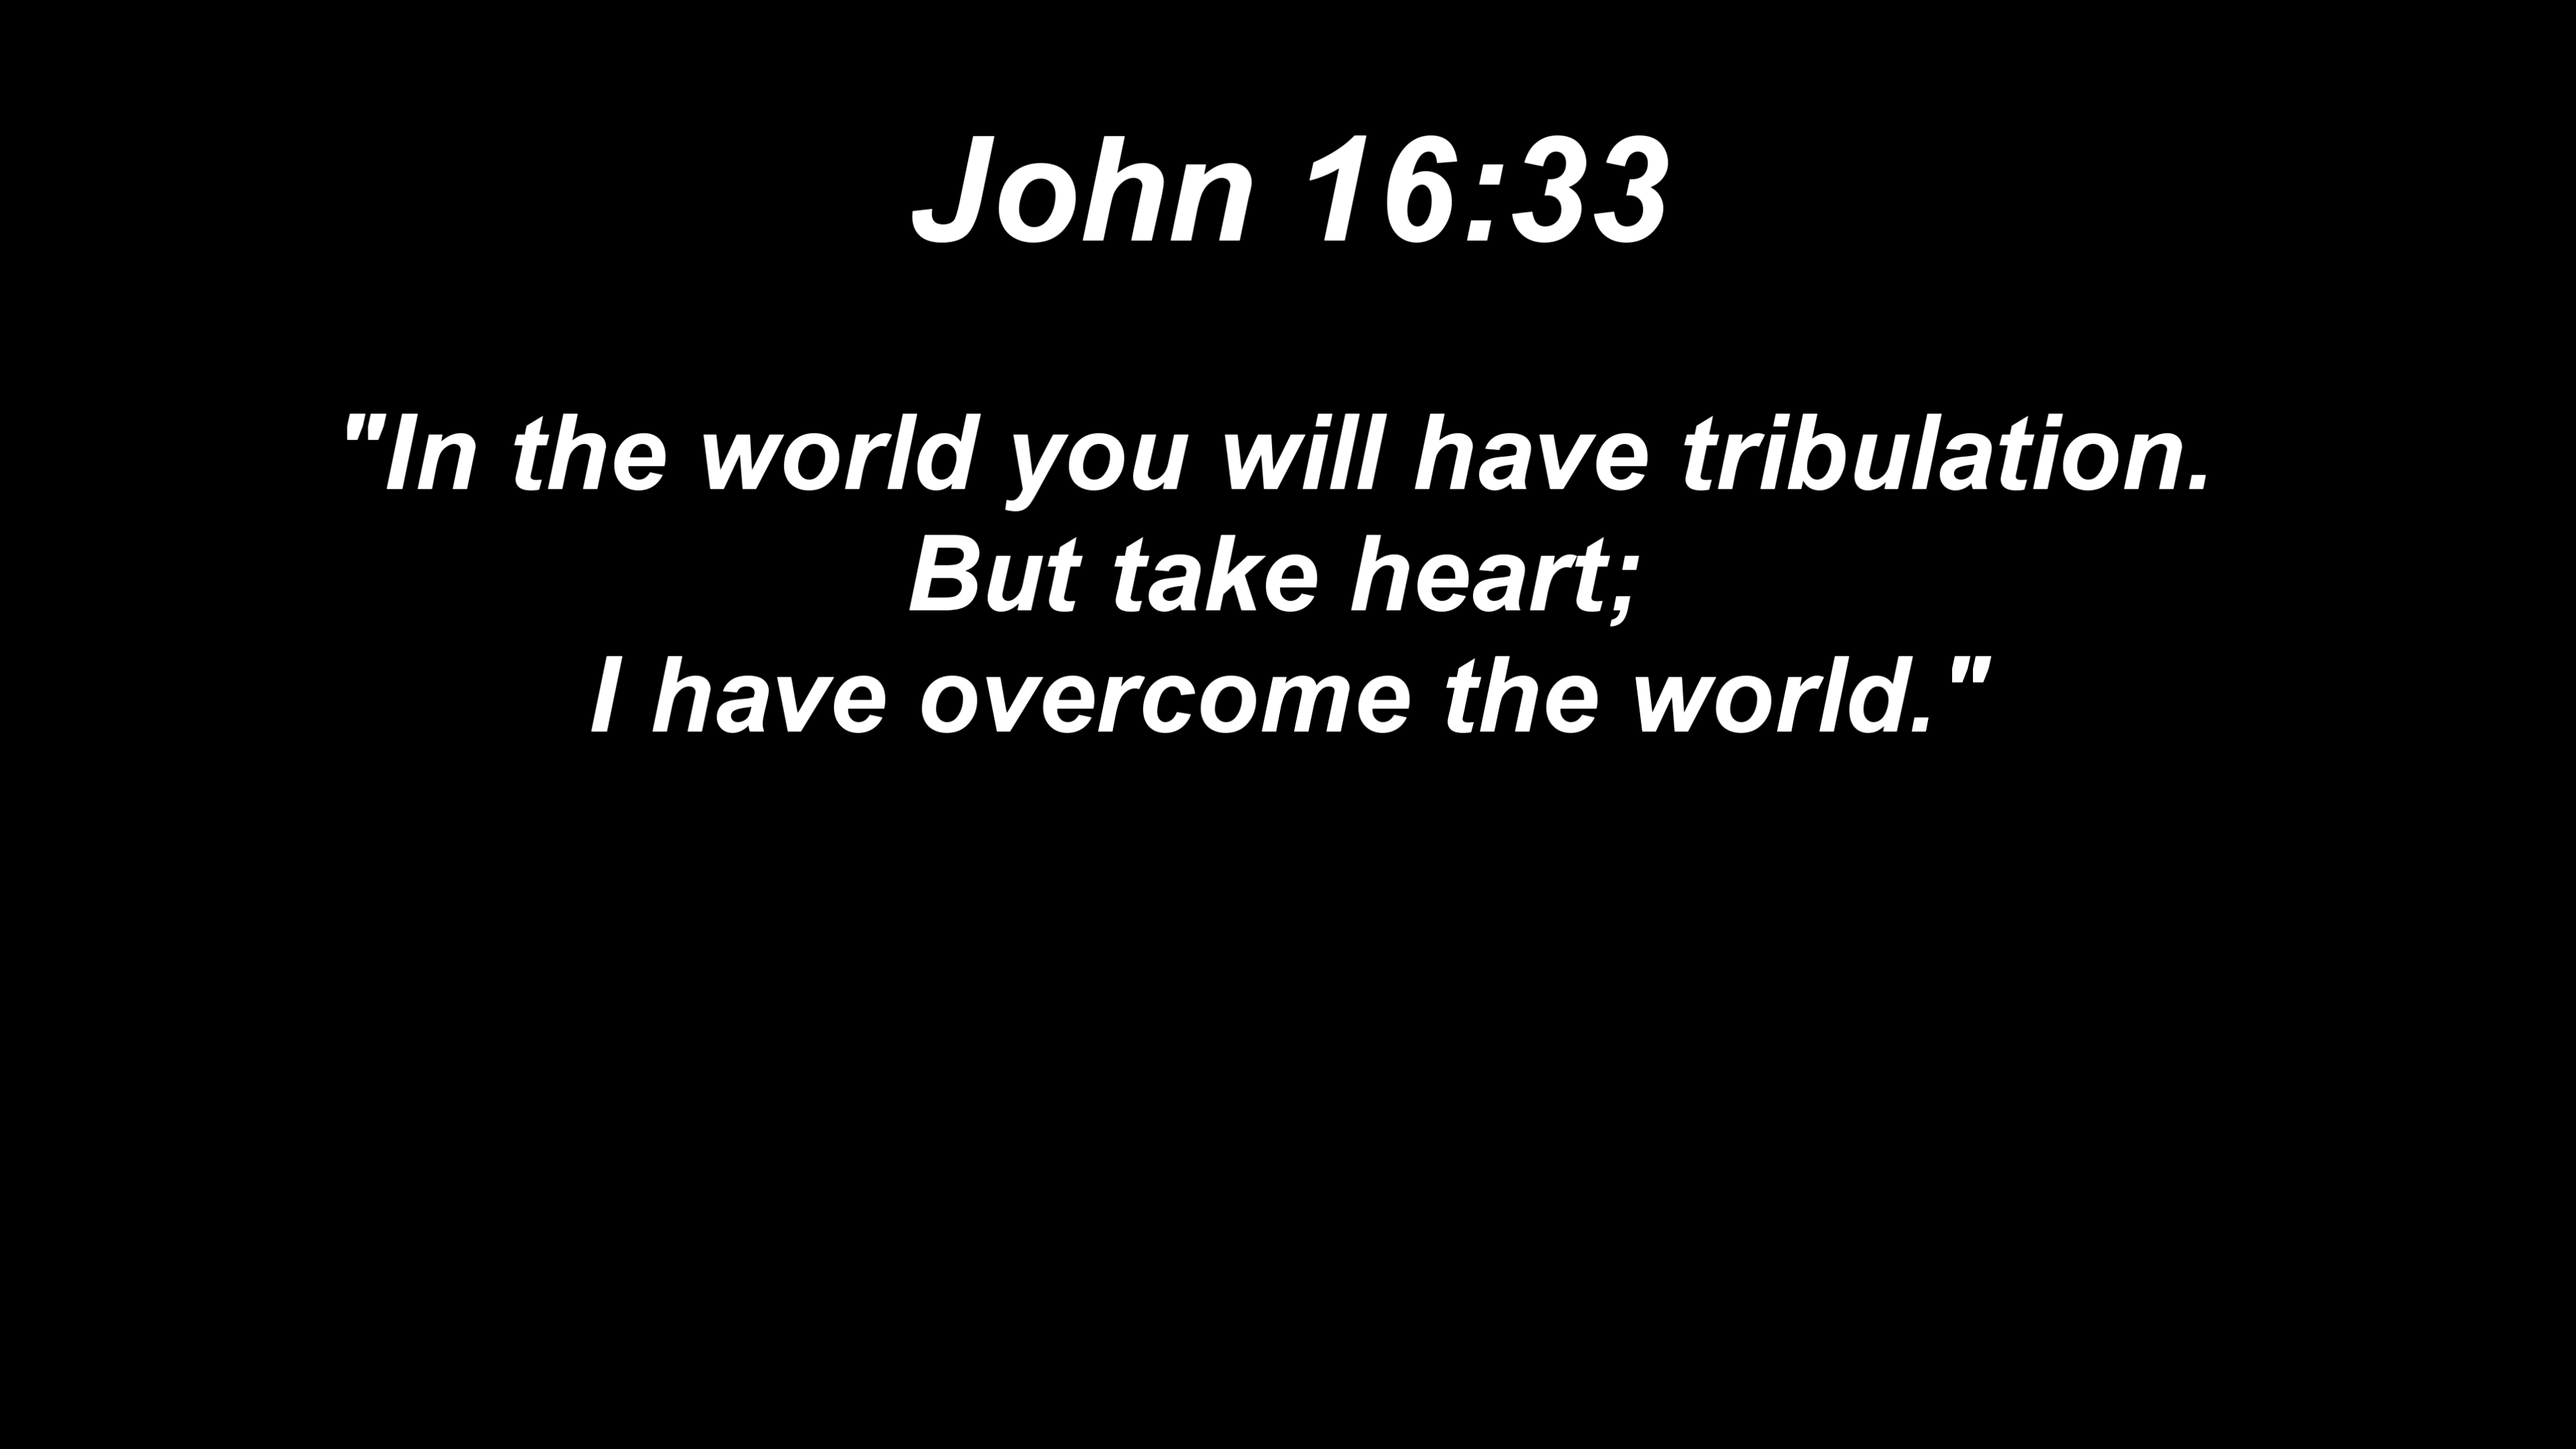 John 16:33
"In the world you will have tribulation.
But take heart;
I have overcome the world."